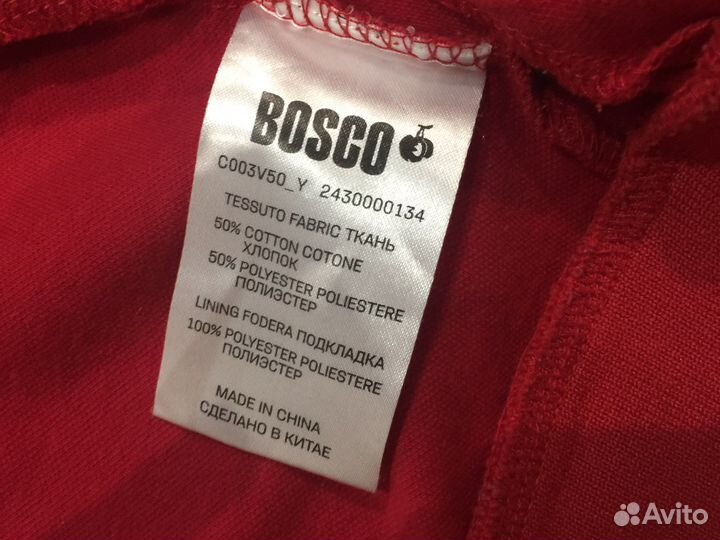 BOSCO
C003V50_Y 2430000134
TESSUTO FABRIC ТКАНЬ
50% COTTON COTONE
ХЛОПОК
50% POLYESTER POLIESTERE
ПОЛИЭСТЕР
LINING FODERA ПОДКЛАДКА
100% POLYESTER POLIESTERE
ПОЛИЭСТЕР
MADE IN CHINA
СДЕЛАНО В КИТАЕ
Avito